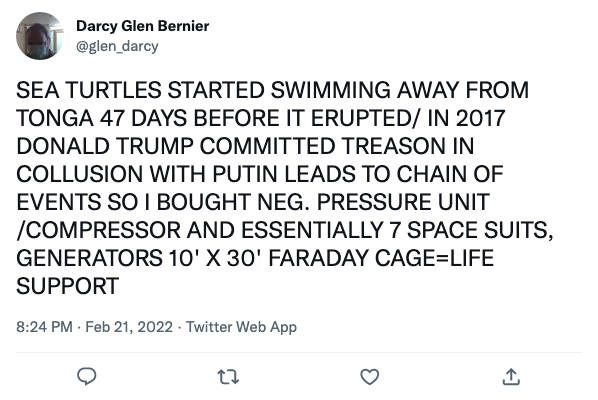 Darcy Glen Bernier
@glen_darcy
SEA TURTLES STARTED SWIMMING AWAY FROM
TONGA 47 DAYS BEFORE IT ERUPTED/ IN 2017
DONALD TRUMP COMMITTED TREASON IN
COLLUSION WITH PUTIN LEADS TO CHAIN OF
EVENTS SO I BOUGHT NEG. PRESSURE UNIT
/COMPRESSOR AND ESSENTIALLY 7 SPACE SUITS,
GENERATORS 10' X 30' FARADAY CAGE=LIFE
SUPPORT
8:24 PM · Feb 21, 2022 · Twitter Web App